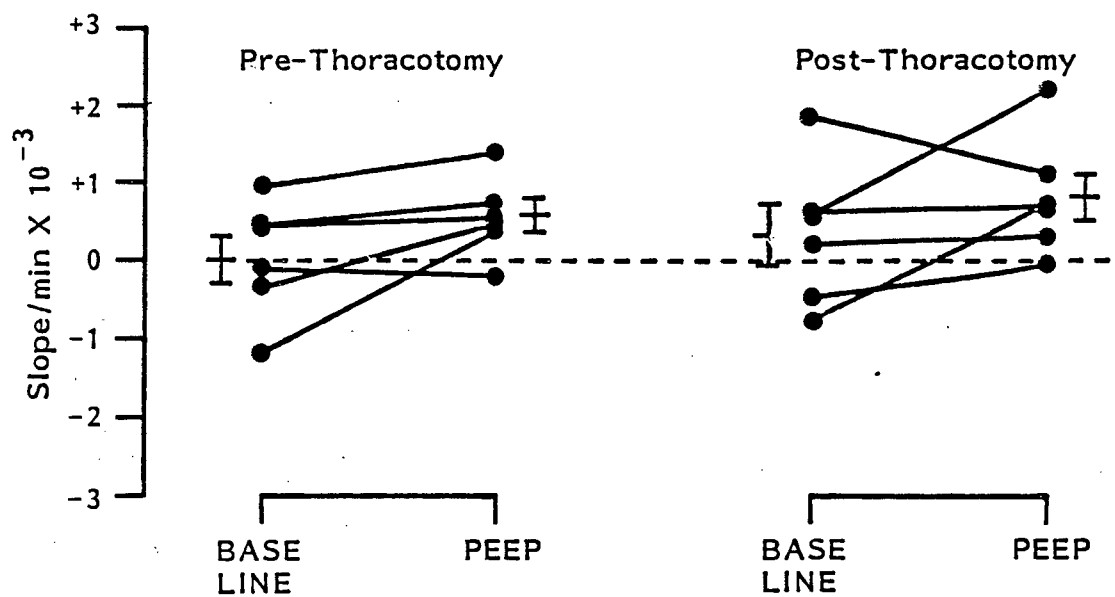 +3
Pre-Thoracotomy
Post-Thoracotomy
+2
+1
0
-1
-2
-3
Slope/min X 10⁻³
BASE LINE
PEEP
BASE LINE
PEEP